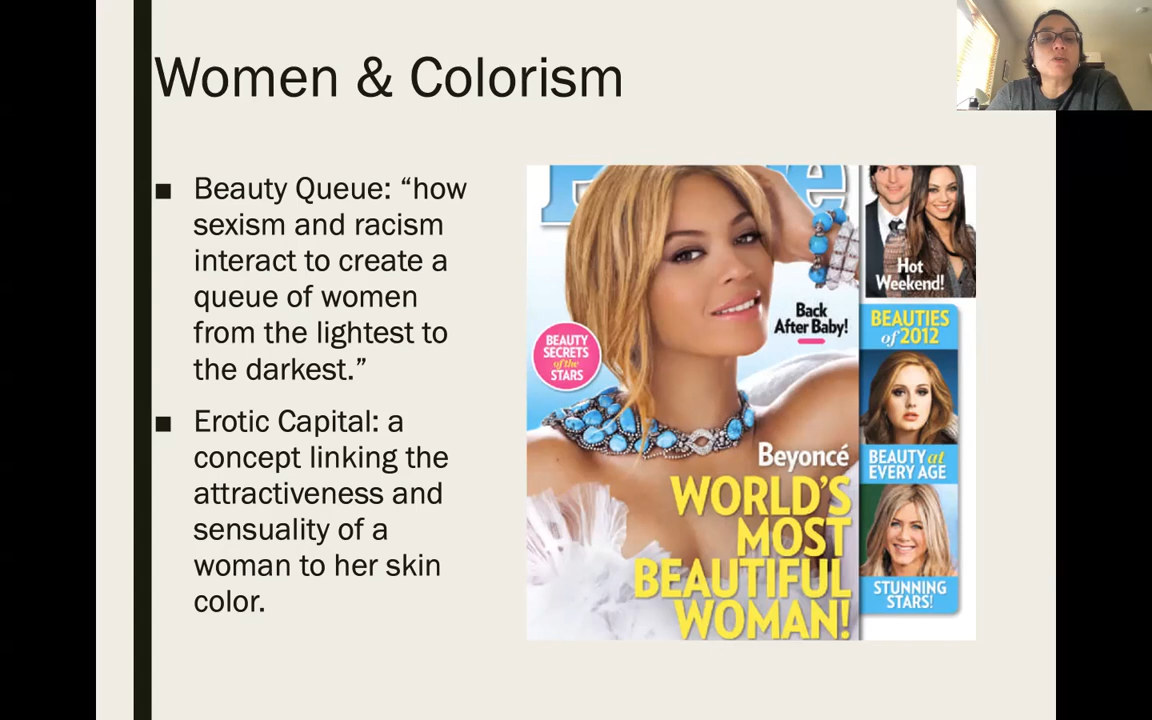 Women & Colorism
■ Beauty Queue: “how
sexism and racism
interact to create a
queue of women
from the lightest to
the darkest.”
■ Erotic Capital: a
concept linking the
attractiveness and
sensuality of a
woman to her skin
color.
BEAUTY
SECRETS
of the
STARS
Back
After Baby!
Beyoncé
WORLD’S
MOST
BEAUTIFUL
WOMAN!
Hot
Weekend!
BEAUTIES
of 2012
BEAUTY at
EVERY AGE
STUNNING
STARS!